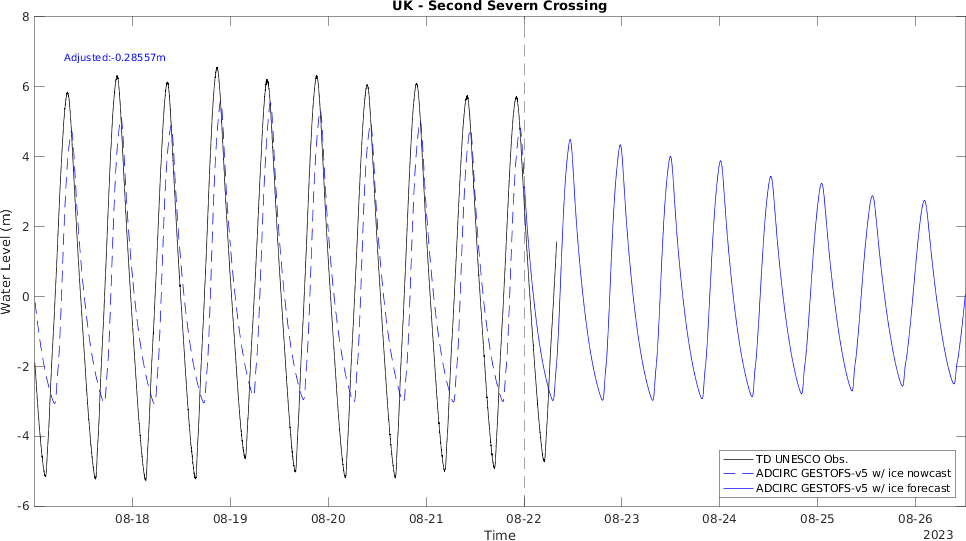 UK - Second Severn Crossing
8
6
4
2
0
-2
-4
-6
Water Level (m)
Adjusted:-0.28557m
TD UNESCO Obs.
ADCIRC GESTOFS-v5 w/ ice nowcast
ADCIRC GESTOFS-v5 w/ ice forecast
08-18 08-19 08-20 08-21 08-22 08-23 08-24 08-25 08-26
Time
2023